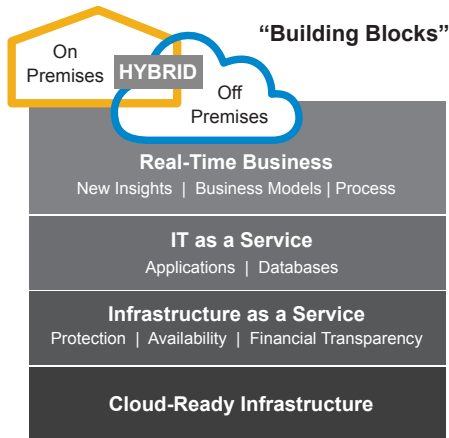 “Building Blocks”
On
Premises
HYBRID
Off
Premises
Real-Time Business
New Insights | Business Models | Process
IT as a Service
Applications | Databases
Infrastructure as a Service
Protection | Availability | Financial Transparency
Cloud-Ready Infrastructure